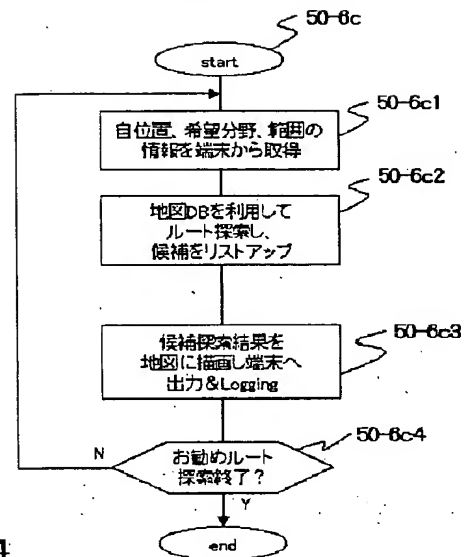 50-6c
start
50-6c1
自位置、希望分野、範囲の
情報を端末から取得
50-6c2
地図DBを利用して
ルート探索し、
候補をリストアップ
50-6c3
候補探索結果を
地図に描画し端末へ
出力&Logging
50-6c4
N
お勧めルート
探索終了?
Y
end
4